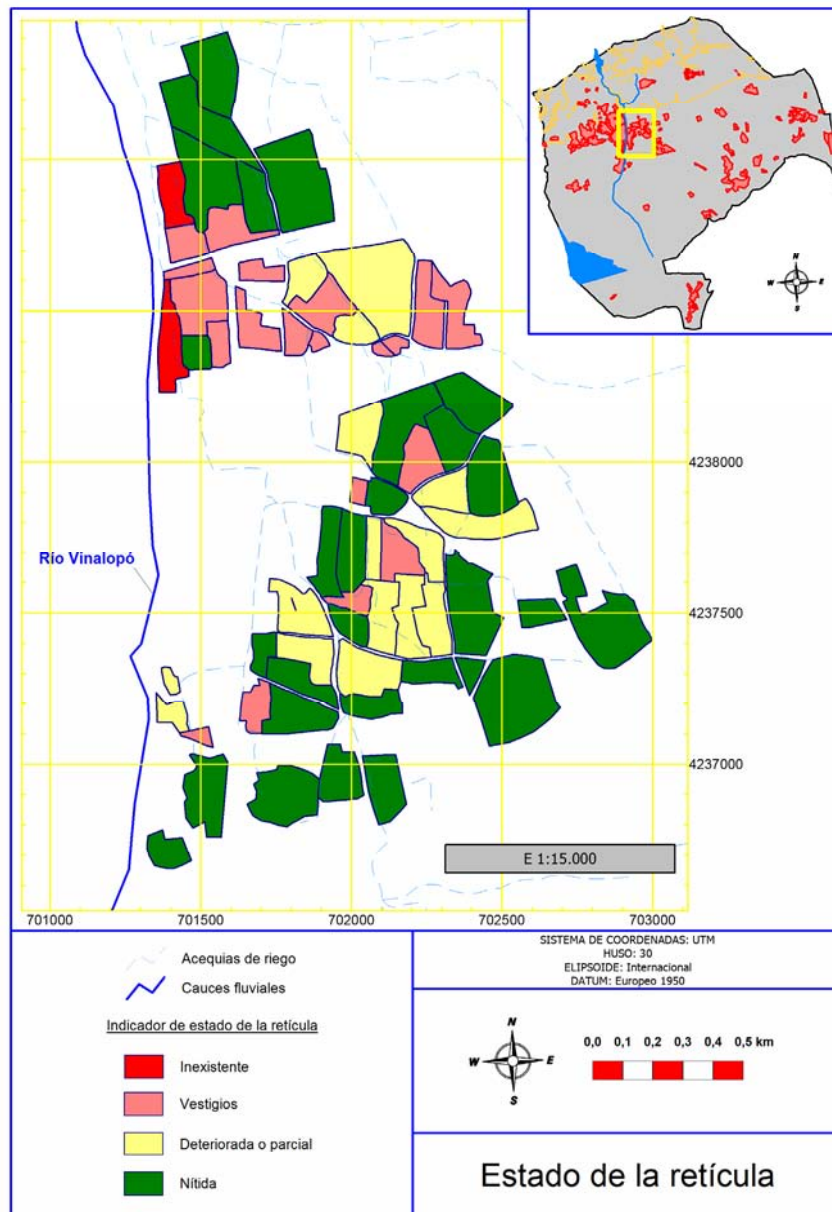 N
W E
S
4238000
Río Vinalopó
4237500
4237000
E 1:15.000
701000 701500 702000 702500 703000
Acequias de riego
Cauces fluviales
Indicador de estado de la retícula
Inexistente
Vestigios
Deteriorada o parcial
Nítida
SISTEMA DE COORDENADAS: UTM
HUSO: 30
ELIPSOIDE: Internacional
DATUM: Europeo 1950
N
W E
S
0,0 0,1 0,2 0,3 0,4 0,5 km
Estado de la retícula